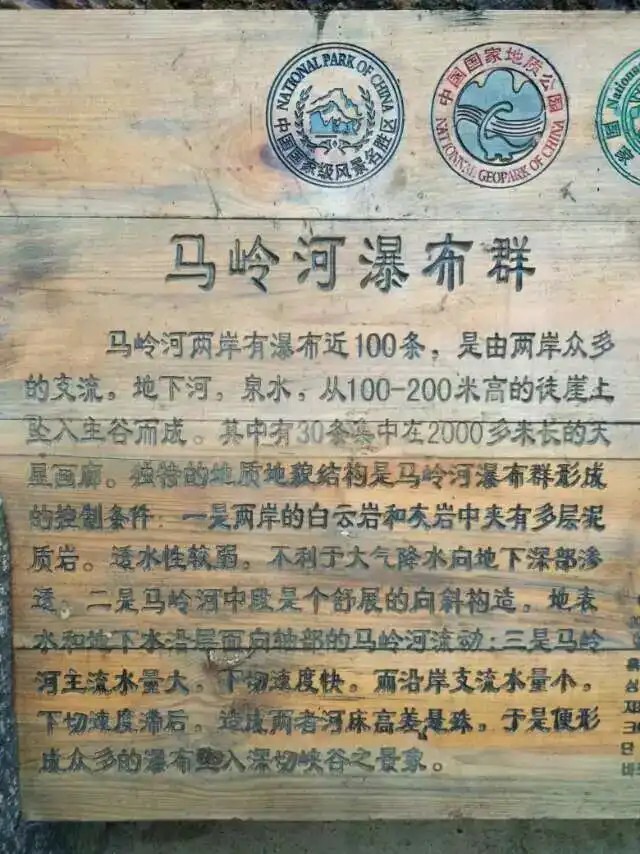 NATIONAL PARK OF CHINA
中国国家级风景名胜区
中国国家地质公园
NATIONNAL GEOPARK OF CHINA
National
国家
马岭河瀑布群
马岭河两岸有瀑布近100条，是由两岸众多
的支流。地下河，泉水，从100-200米高的徒崖上
坠入主谷而成。其中有30条集中在2000多米长的天
星画廊。独特的地质地貌结构是马岭河瀑布群形成
的控制条件：一是两岸的白云岩和灰岩中夹有多层泥
质岩。透水性较弱，不利于大气降水向地下深部渗
透。二是马岭河中段是个舒展的向斜构造，地表
水和地下水沿层面向轴部的马岭河流动；三是马岭
河主流水量大，下切速度快。而沿岸支流水量小，
下切速度滞后，造成两者河床高差悬殊，于是便形
成众多的瀑布坠入深切峡谷之景象。